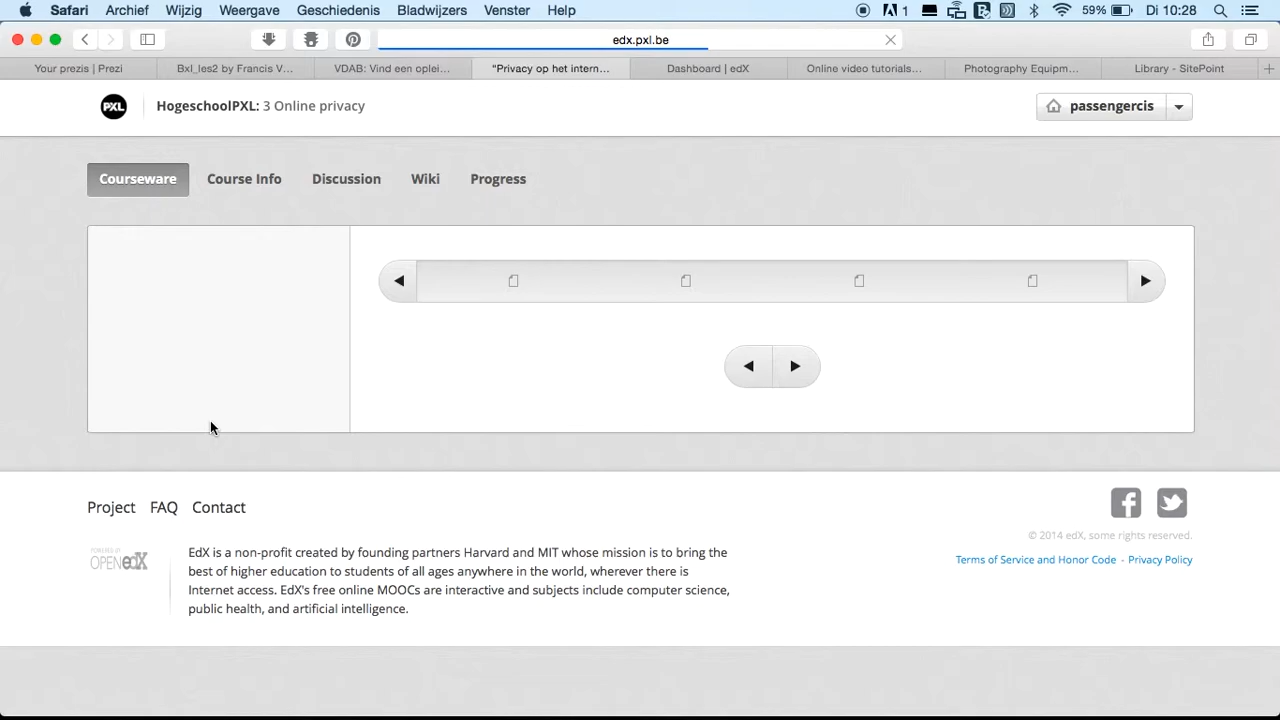 Safari Archief Bewerk Wijzig Weergave Geschiedenis Bladwijzers Venster Help 1 59% Di 10:28
edx.pxl.be
Your prezis | Prezi Bxl_les2 by Francis V... VDAB: Vind een oplei... "Privacy op het intern... Dashboard | edX Online video tutorials... Photography Equipm... Library - SitePoint
PXL HogeschoolPXL: 3 Online privacy passengercis
Courseware Course Info Discussion Wiki Progress
Project FAQ Contact
© 2014 edX, some rights reserved.
Terms of Service and Honor Code - Privacy Policy
POWERED BY
OPEN edX
EdX is a non-profit created by founding partners Harvard and MIT whose mission is to bring the
best of higher education to students of all ages anywhere in the world, wherever there is
Internet access. EdX's free online MOOCs are interactive and subjects include computer science,
public health, and artificial intelligence.